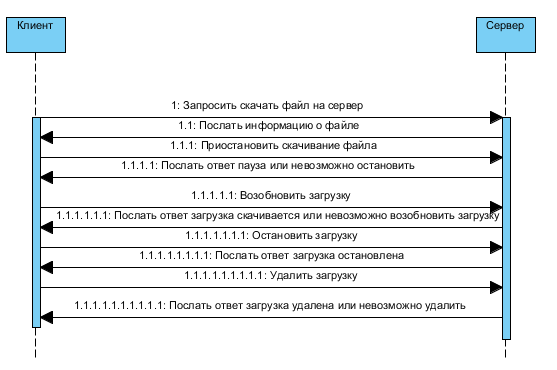 Клиент
Сервер
1: Запросить скачать файл на сервер
1.1: Послать информацию о файле
1.1.1: Приостановить скачивание файла
1.1.1.1: Послать ответ пауза или невозможно остановить
1.1.1.1.1: Возобновить загрузку
1.1.1.1.1.1: Послать ответ загрузка скачивается или невозможно возобновить загрузку
1.1.1.1.1.1.1: Остановить загрузку
1.1.1.1.1.1.1.1: Послать ответ загрузка остановлена
1.1.1.1.1.1.1.1.1: Удалить загрузку
1.1.1.1.1.1.1.1.1.1: Послать ответ загрузка удалена или невозможно удалить